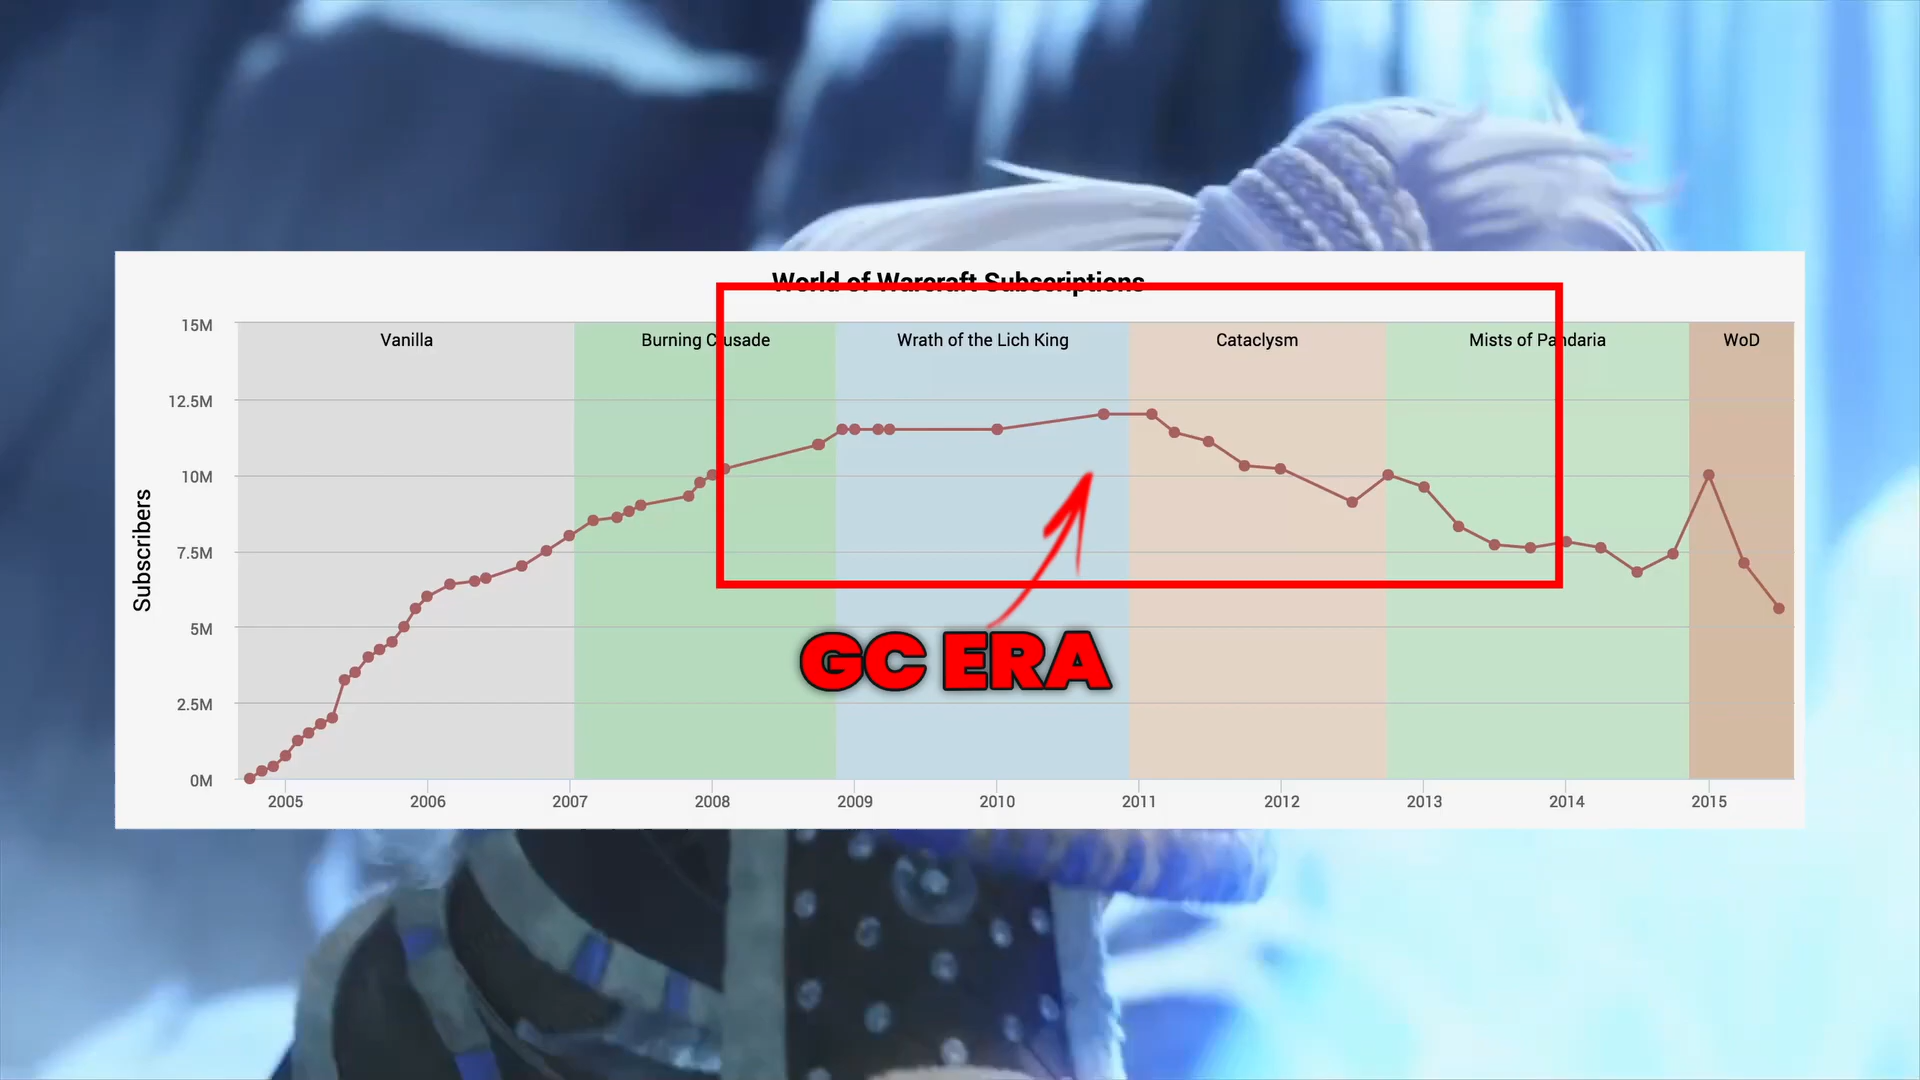 World of Warcraft Subscriptions
Vanilla
Burning Crusade
Wrath of the Lich King
Cataclysm
Mists of Pandaria
WoD
15M
12.5M
10M
7.5M
5M
2.5M
0M
Subscribers
GC ERA
2005 2006 2007 2008 2009 2010 2011 2012 2013 2014 2015